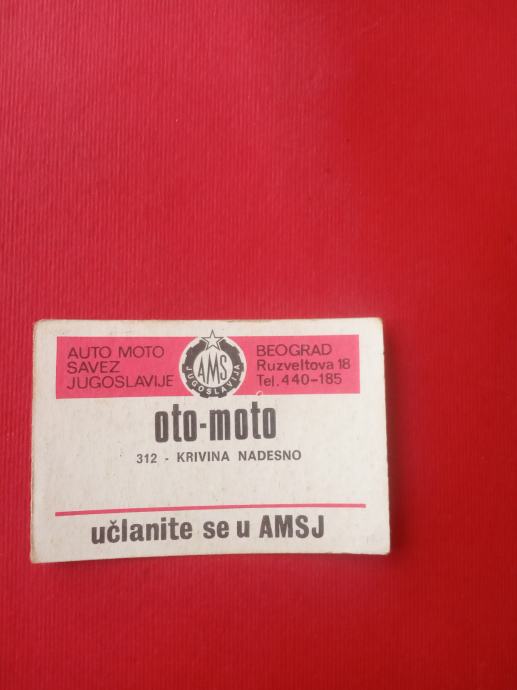 AUTO MOTO
SAVEZ
JUGOSLAVIJE
AMS
JUGOSLAVIJA
BEOGRAD
Ruzveltova 18
Tel. 440-185
oto-moto
312 - KRIVINA NADESNO
učlanite se u AMSJ